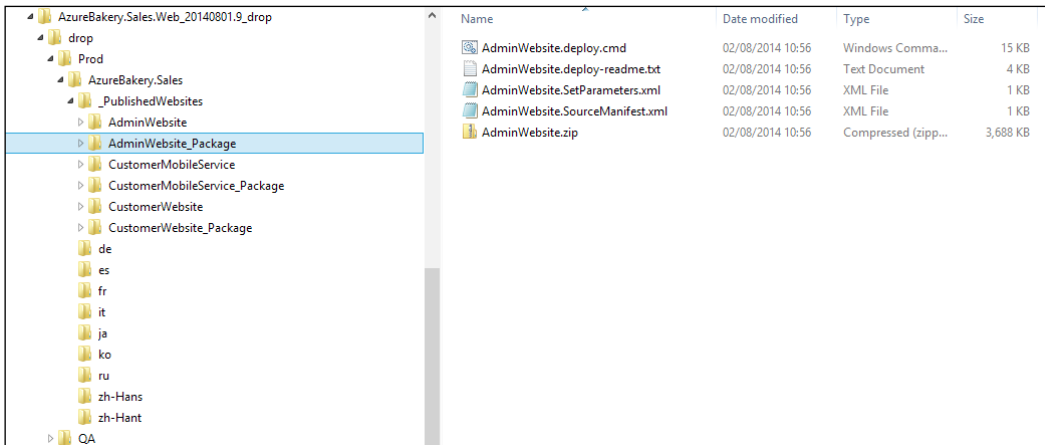 AzureBakery.Sales.Web_20140801.9_drop
drop
Prod
AzureBakery.Sales
_PublishedWebsites
AdminWebsite
AdminWebsite_Package
CustomerMobileService
CustomerMobileService_Package
CustomerWebsite
CustomerWebsite_Package
de
es
fr
it
ja
ko
ru
zh-Hans
zh-Hant
QA
Name Date modified Type Size
AdminWebsite.deploy.cmd 02/08/2014 10:56 Windows Comma... 15 KB
AdminWebsite.deploy-readme.txt 02/08/2014 10:56 Text Document 4 KB
AdminWebsite.SetParameters.xml 02/08/2014 10:56 XML File 1 KB
AdminWebsite.SourceManifest.xml 02/08/2014 10:56 XML File 1 KB
AdminWebsite.zip 02/08/2014 10:56 Compressed (zipp... 3,688 KB